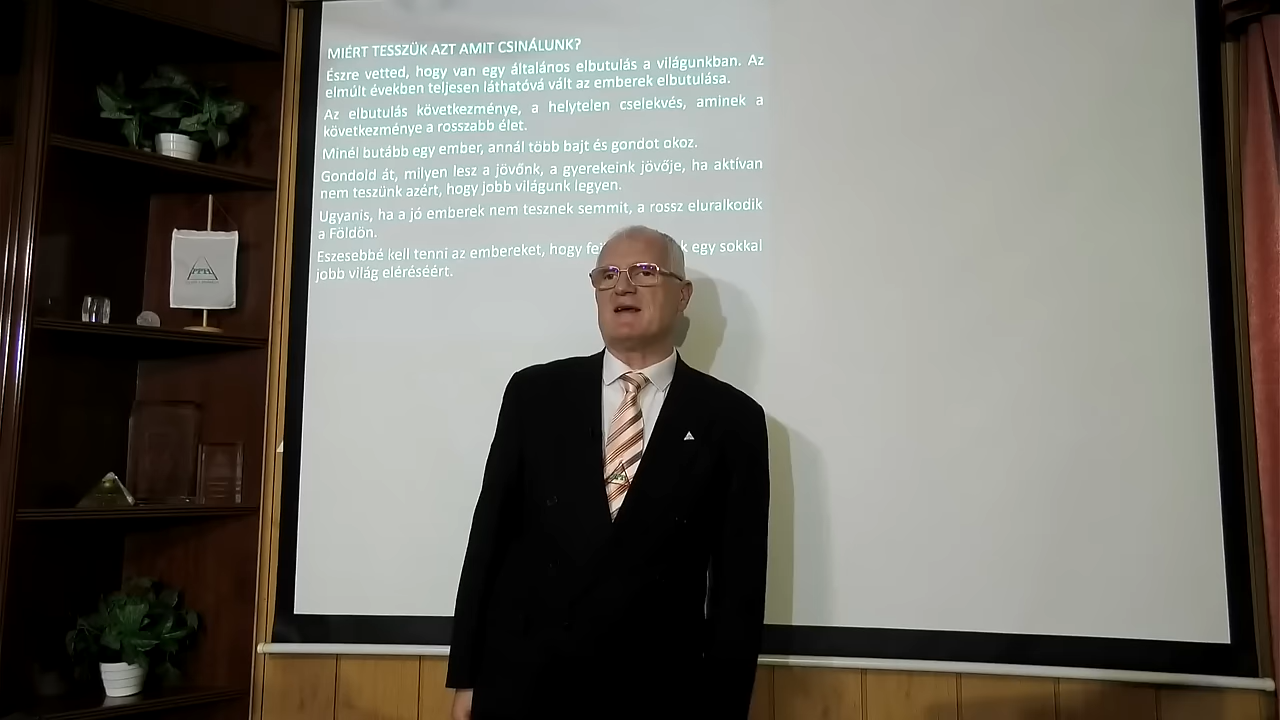 MIÉRT TESSZÜK AZT AMIT CSINÁLUNK?
Észre vetted, hogy van egy általános elbutulás a világunkban. Az
elmúlt években teljesen láthatóvá vált az emberek elbutulása.
Az elbutulás következménye, a helytelen cselekvés, aminek a
következménye a rosszabb élet.
Minél butább egy ember, annál több bajt és gondot okoz.
Gondold át, milyen lesz a jövőnk, a gyerekeink jövője, ha aktívan
nem teszünk azért, hogy jobb világunk legyen.
Ugyanis, ha a jó emberek nem tesznek semmit, a rossz eluralkodik
a Földön.
Eszesebbé kell tenni az embereket, hogy egy sokkal
jobb világ eléréséért.